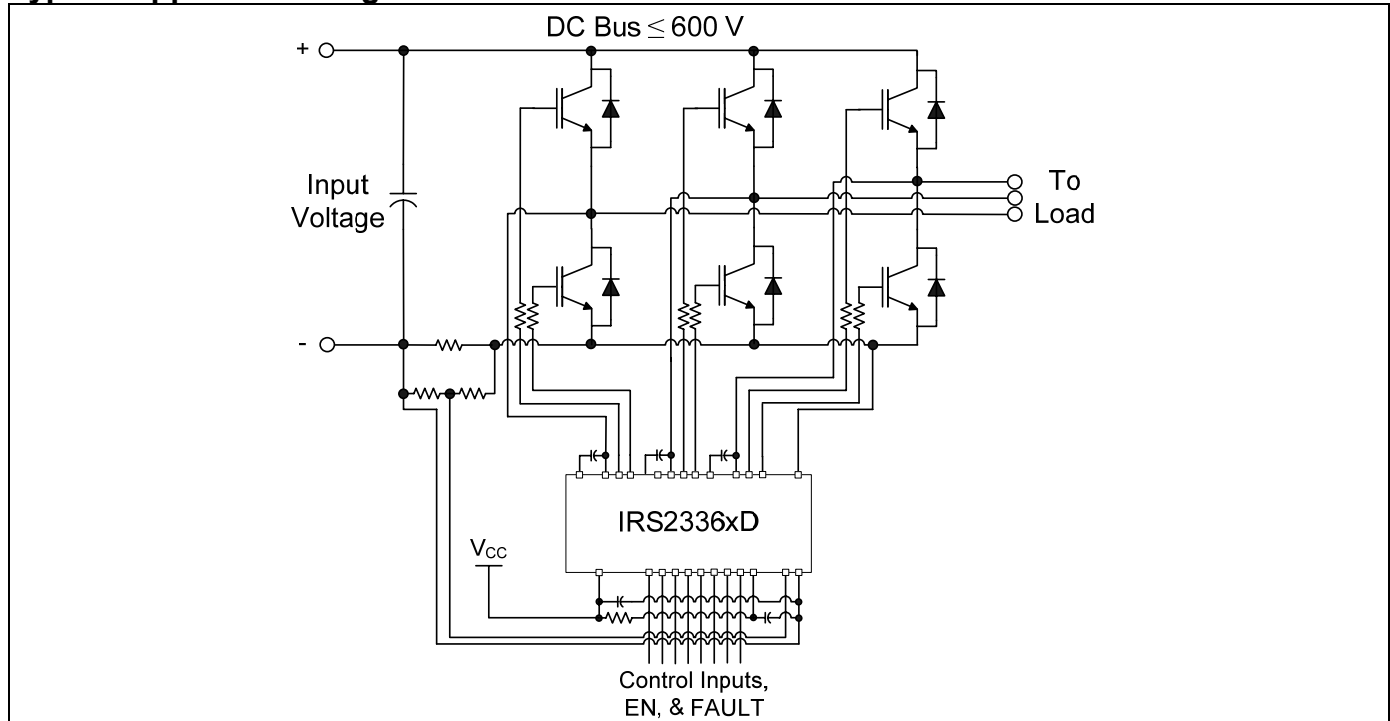 DC Bus ≤ 600 V
+
Input
Voltage
To
Load
-
IRS2336xD
VCC
Control Inputs,
EN, & FAULT